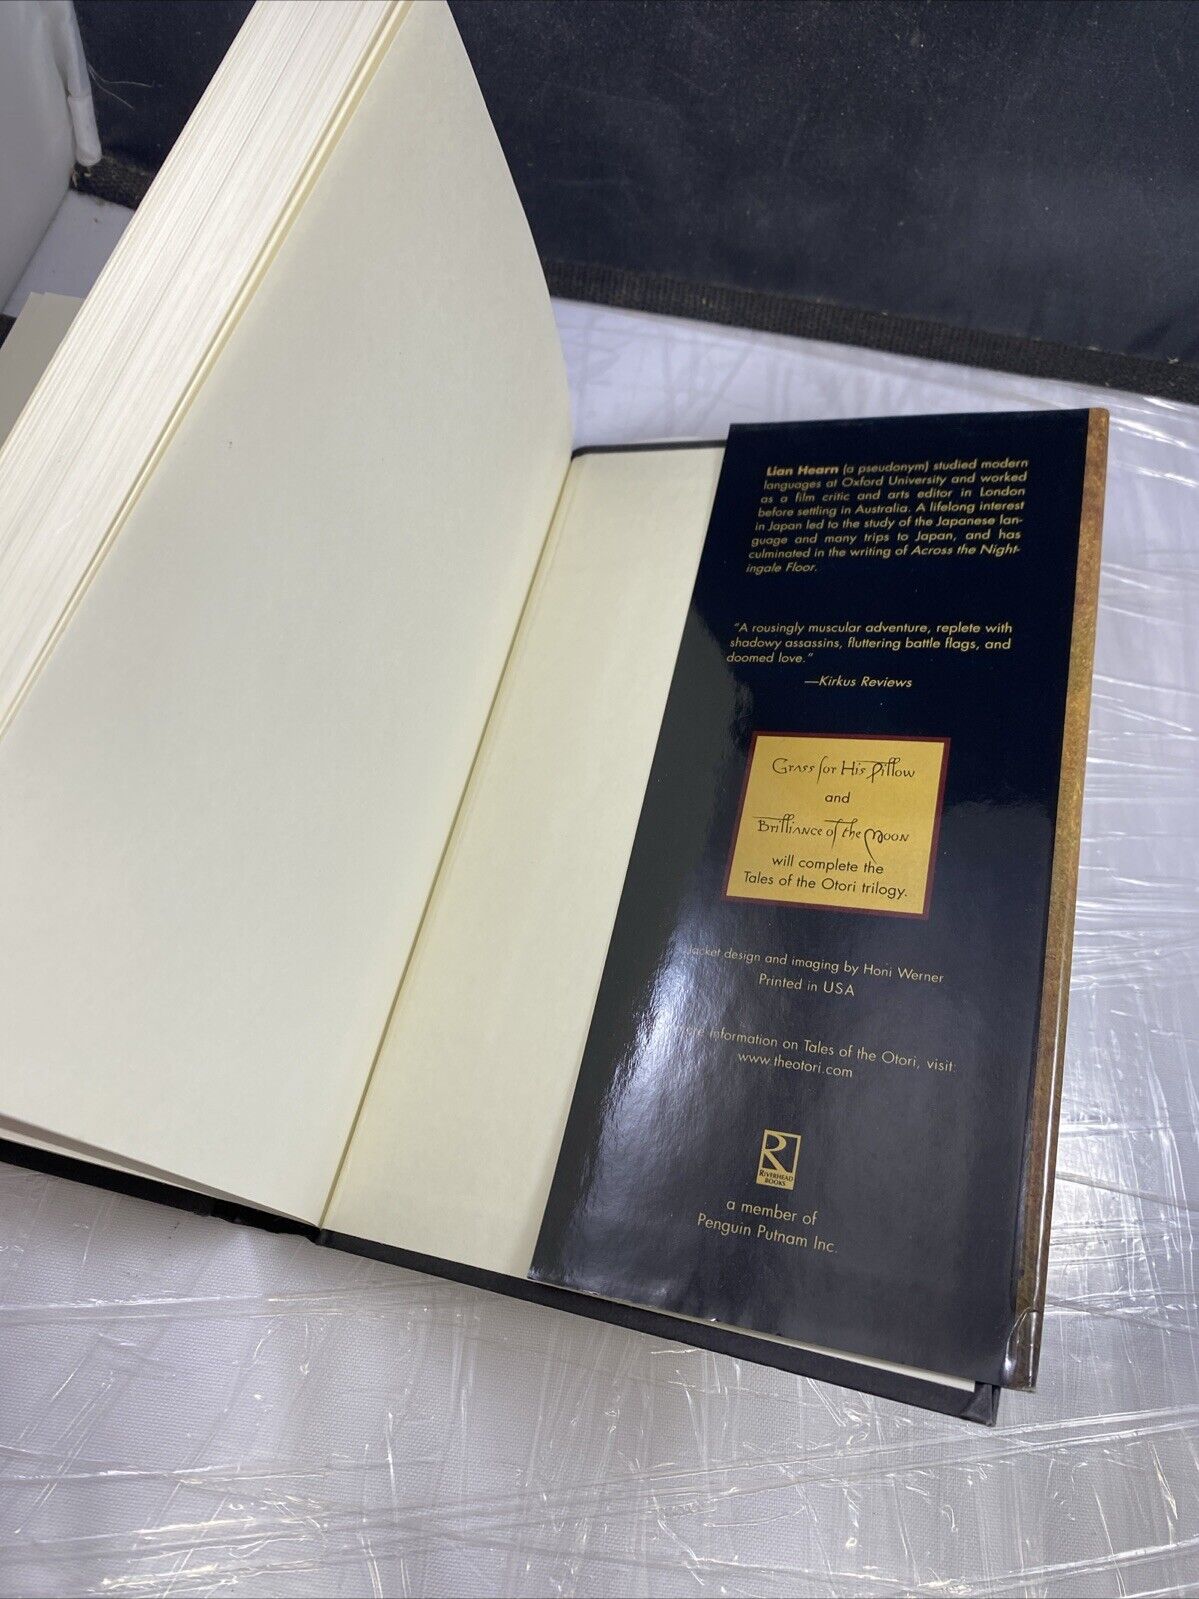 Lian Hearn (a pseudonym) studied modern
languages at Oxford University and worked
as a film critic and arts editor in London
before settling in Australia. A lifelong interest
in Japan led to the study of the Japanese lan-
guage and many trips to Japan, and has
culminated in the writing of Across the Night-
ingale Floor.
"A rousingly muscular adventure, replete with
shadowy assassins, fluttering battle flags, and
doomed love."
—Kirkus Reviews
Grass for His Pillow
and
Brilliance of the Moon
will complete the
Tales of the Otori trilogy.
Jacket design and imaging by Honi Werner
Printed in USA
more information on Tales of the Otori, visit:
www.theotori.com
R
RIVERHEAD
BOOKS
a member of
Penguin Putnam Inc.